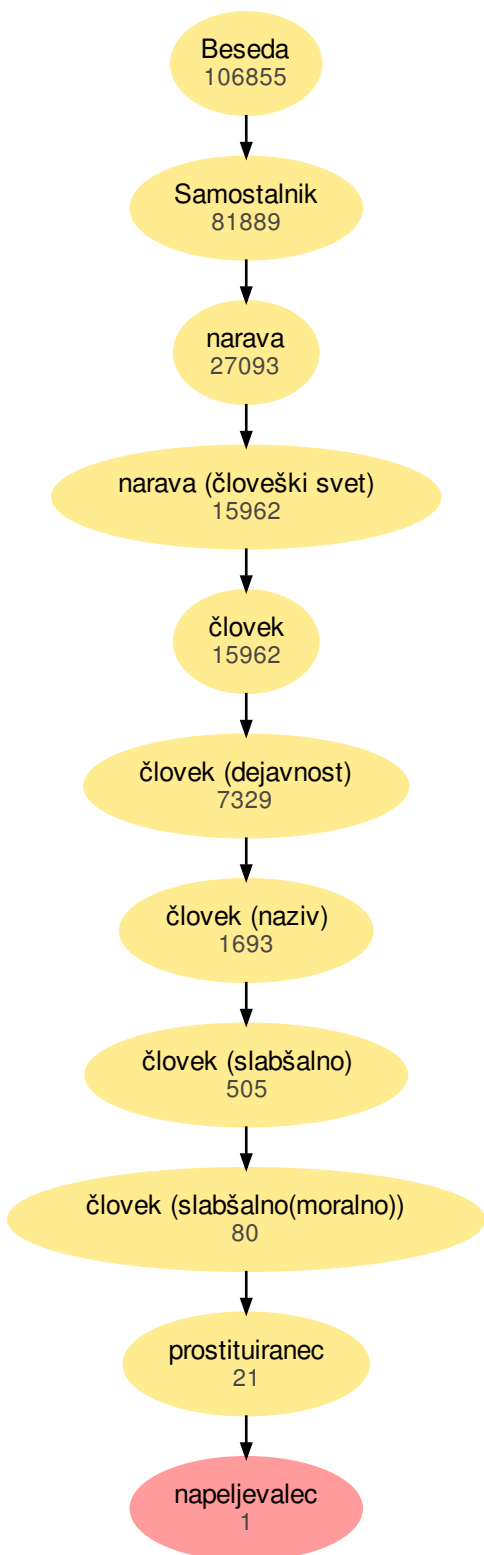 Beseda
106855
Samostalnik
81889
narava
27093
narava (človeški svet)
15962
človek
15962
človek (dejavnost)
7329
človek (naziv)
1693
človek (slabšalno)
505
človek (slabšalno(moralno))
80
prostituiranec
21
napeljevalec
1